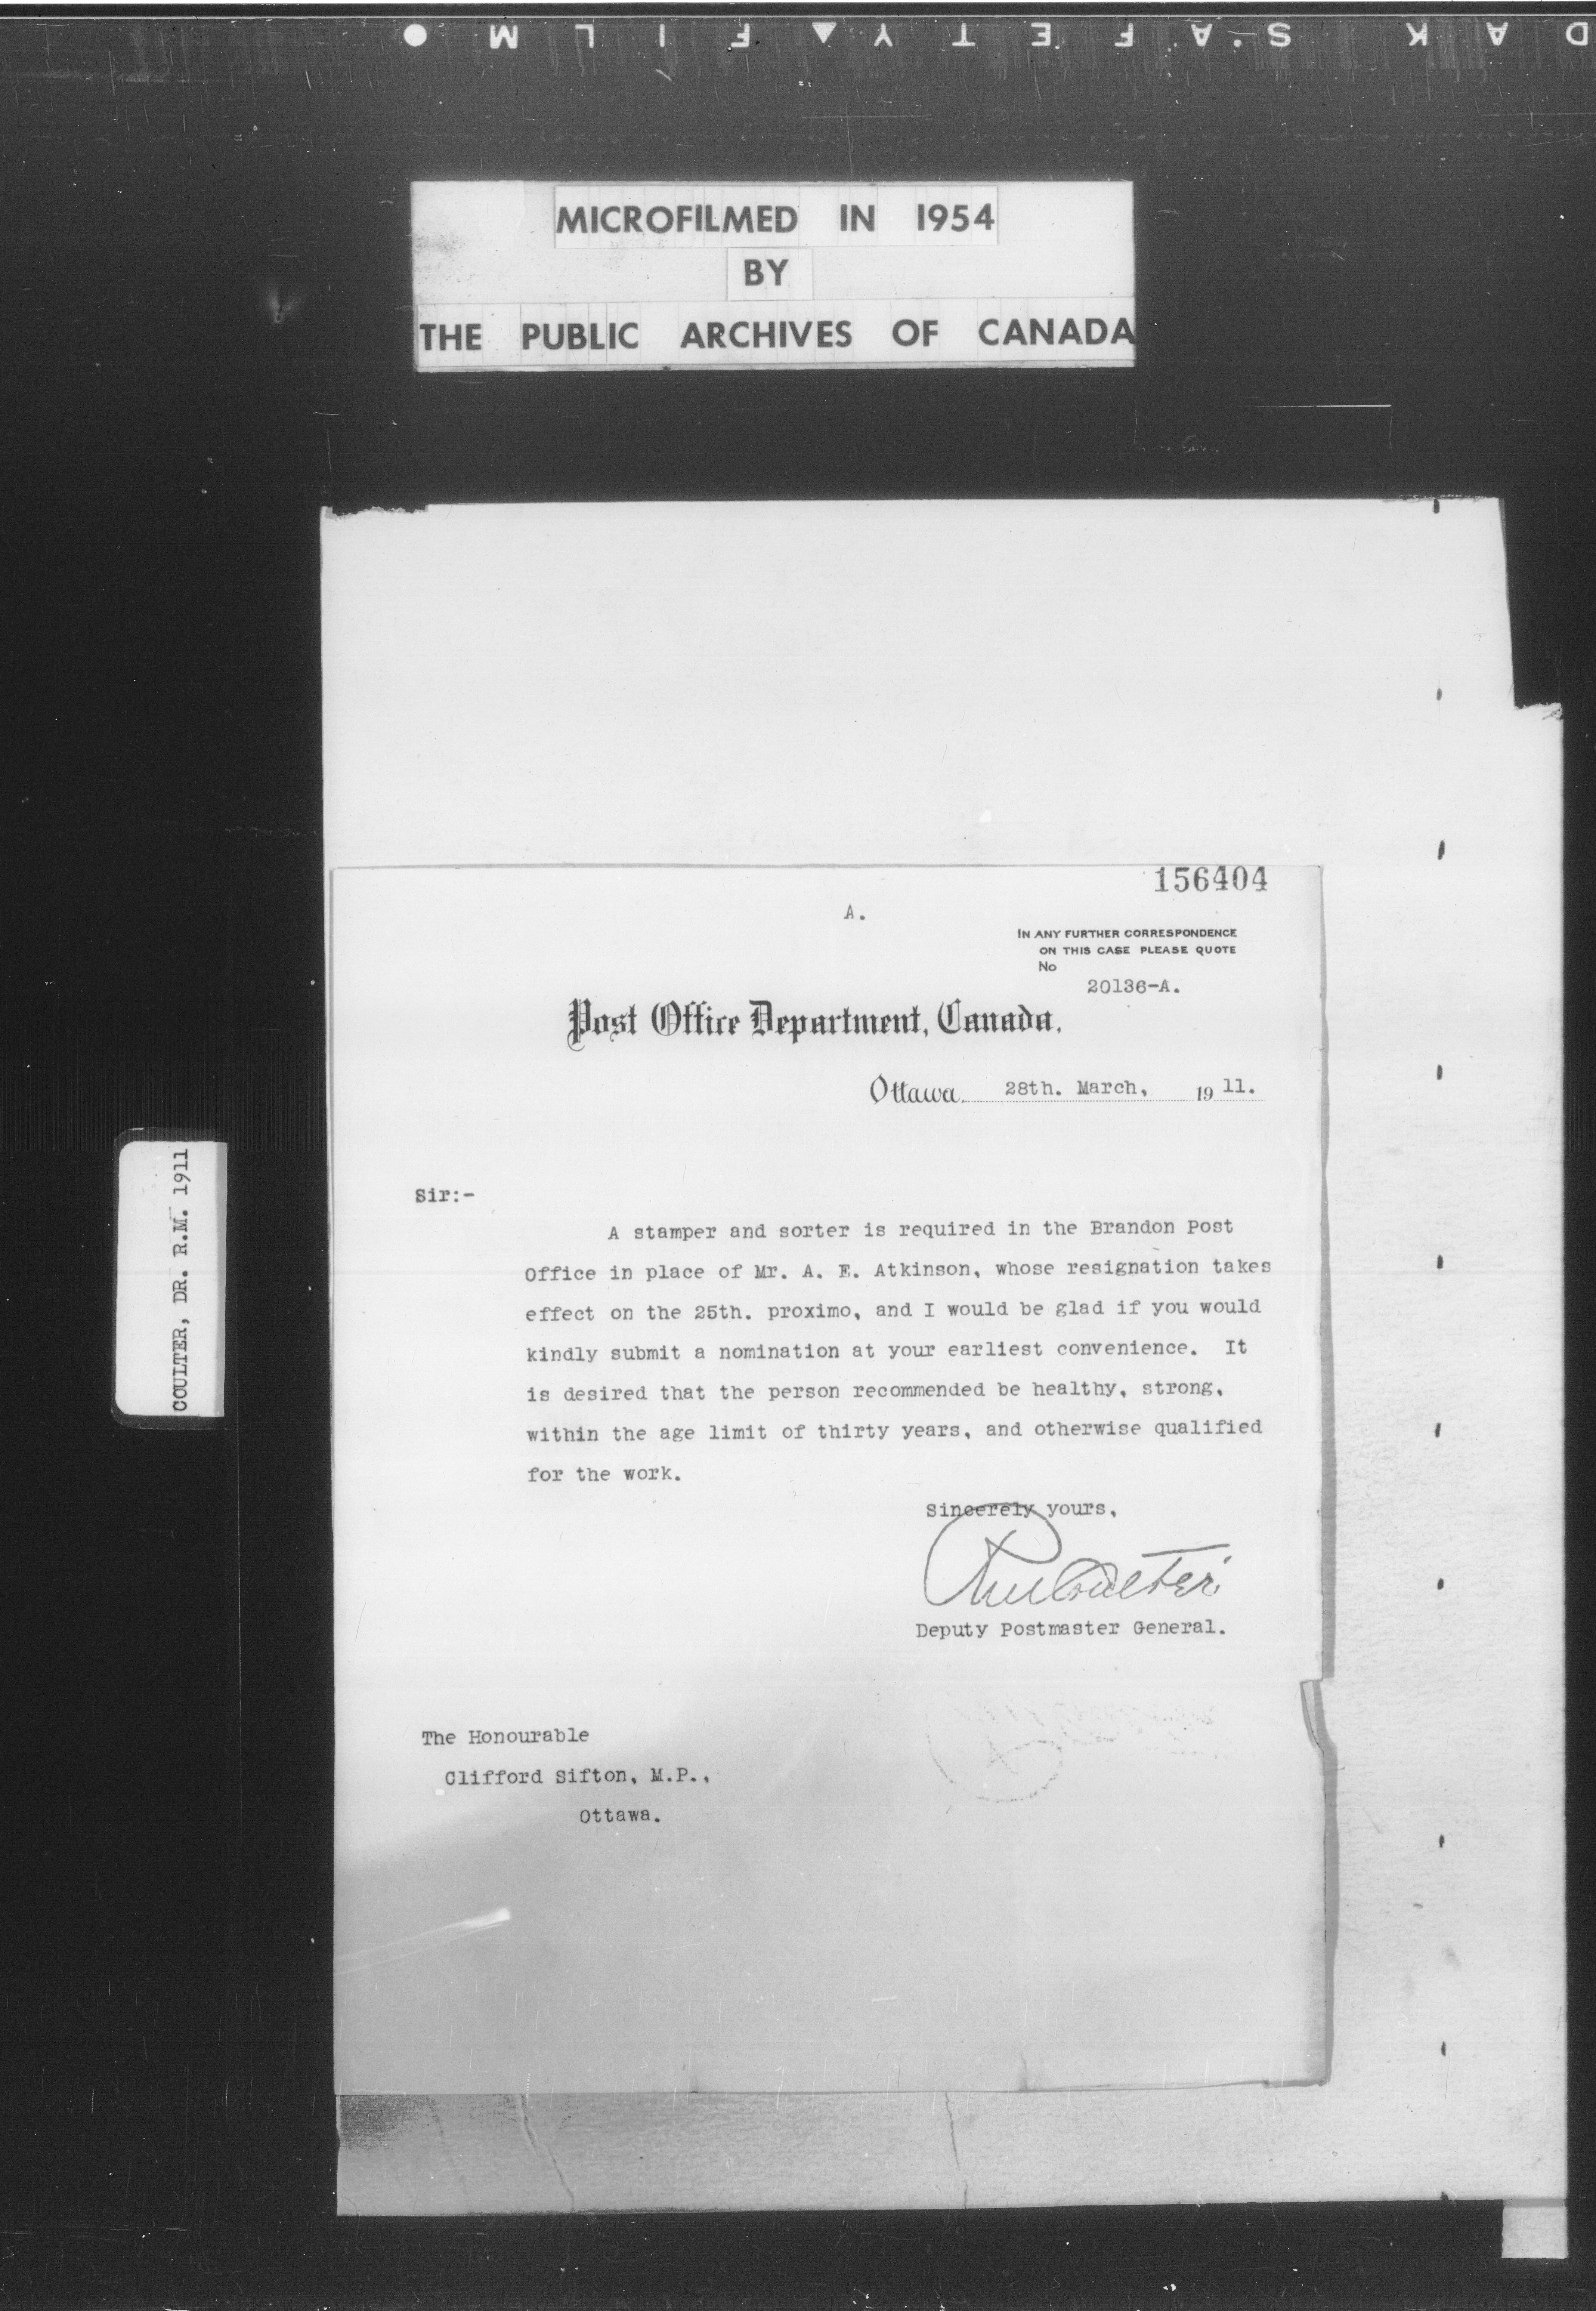 DAK SAFETY FILM
MICROFILMED IN 1954
BY
THE PUBLIC ARCHIVES OF CANADA
COULTER, DR. R.M. 1911
156404
A.
IN ANY FURTHER CORRESPONDENCE
ON THIS CASE PLEASE QUOTE
No
20136-A.
Post Office Department, Canada.
Ottawa 28th. March, 1911.
Sir:-
A stamper and sorter is required in the Brandon Post
Office in place of Mr. A. E. Atkinson, whose resignation takes
effect on the 25th. proximo, and I would be glad if you would
kindly submit a nomination at your earliest convenience. It
is desired that the person recommended be healthy, strong,
within the age limit of thirty years, and otherwise qualified
for the work.
Sincerely yours,
RMCoulter
Deputy Postmaster General.
The Honourable
Clifford Sifton, M.P.,
Ottawa.